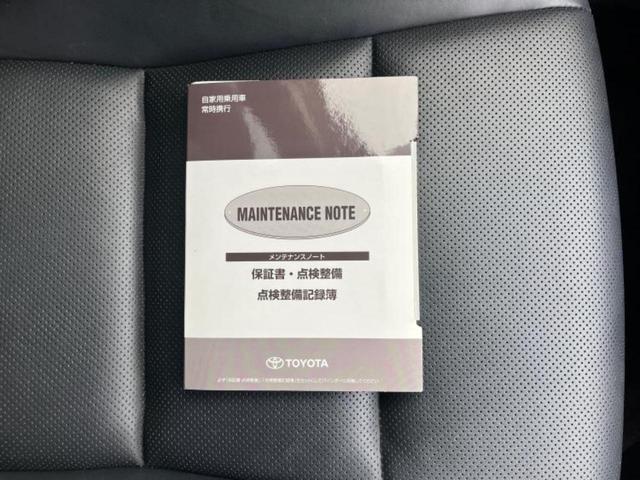 自家用乗用車
常時携行
MAINTENANCE NOTE
メンテナンスノート
保証書・点検整備
点検整備記録簿
TOYOTA